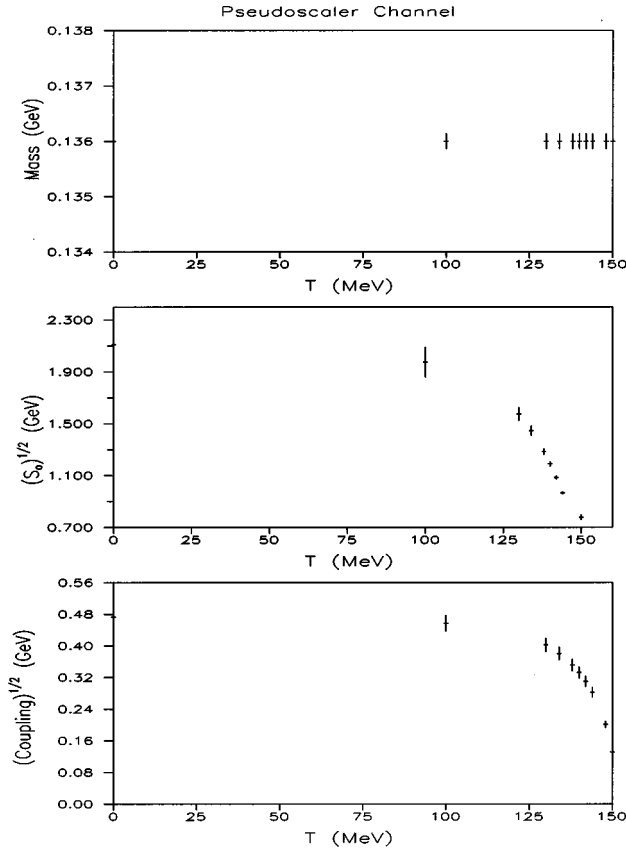 Pseudoscaler Channel
0.138
0.137
0.136
0.135
0.134
Mass (GeV)
0 25 50 75 100 125 150
T (MeV)
2.300
1.900
1.500
1.100
0.700
(S₀)^1/2 (GeV)
0 25 50 75 100 125 150
T (MeV)
0.56
0.48
0.40
0.32
0.24
0.16
0.08
0.00
(Coupling)^1/2 (GeV)
0 25 50 75 100 125 150
T (MeV)